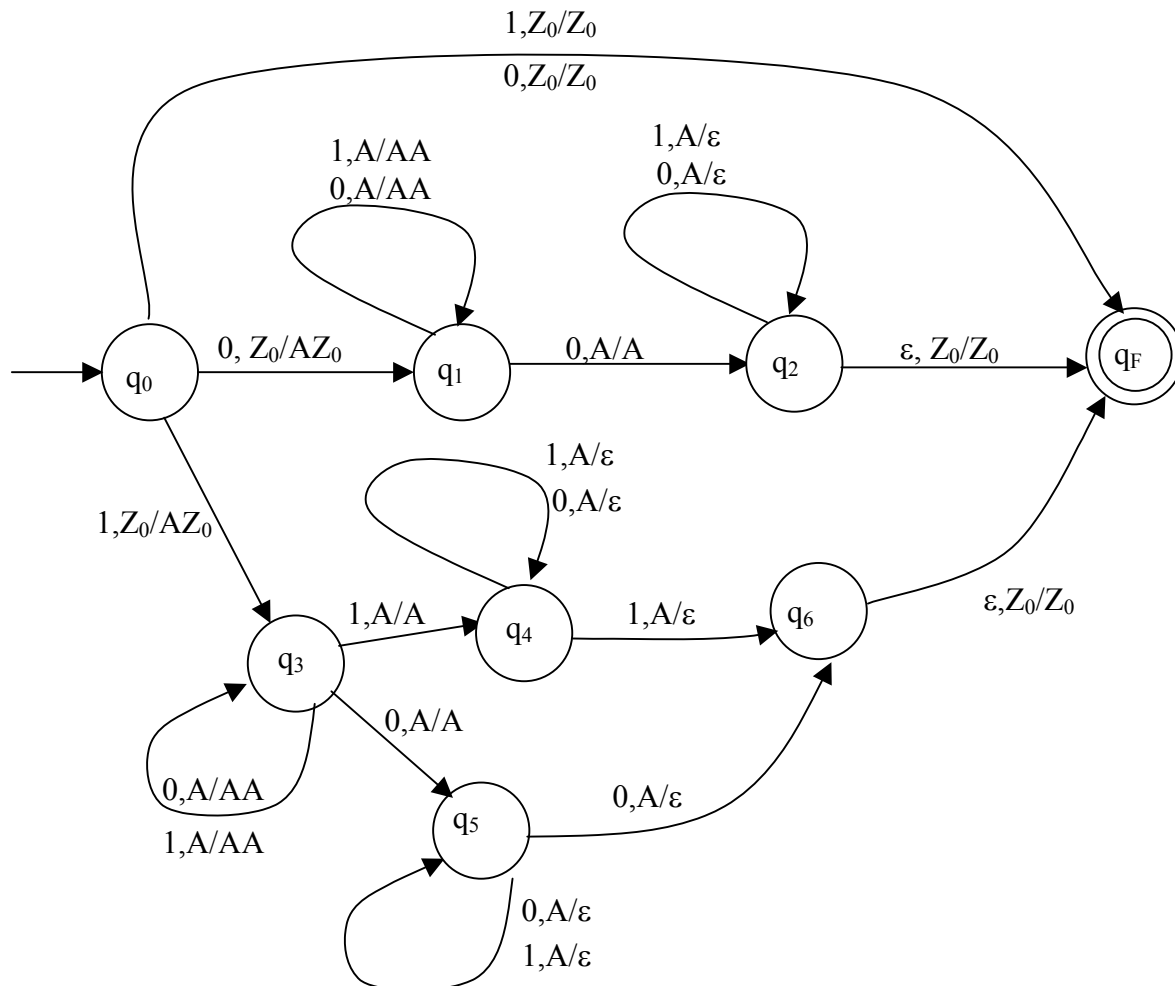 1,Z₀/Z₀
0,Z₀/Z₀
1,A/AA
0,A/AA
1,A/ε
0,A/ε
q₀
0, Z₀/AZ₀
q₁
0,A/A
q₂
ε, Z₀/Z₀
q_F
1,A/ε
0,A/ε
1,Z₀/AZ₀
q₃
1,A/A
q₄
1,A/ε
q₆
ε,Z₀/Z₀
0,A/A
0,A/AA
1,A/AA
q₅
0,A/ε
0,A/ε
1,A/ε